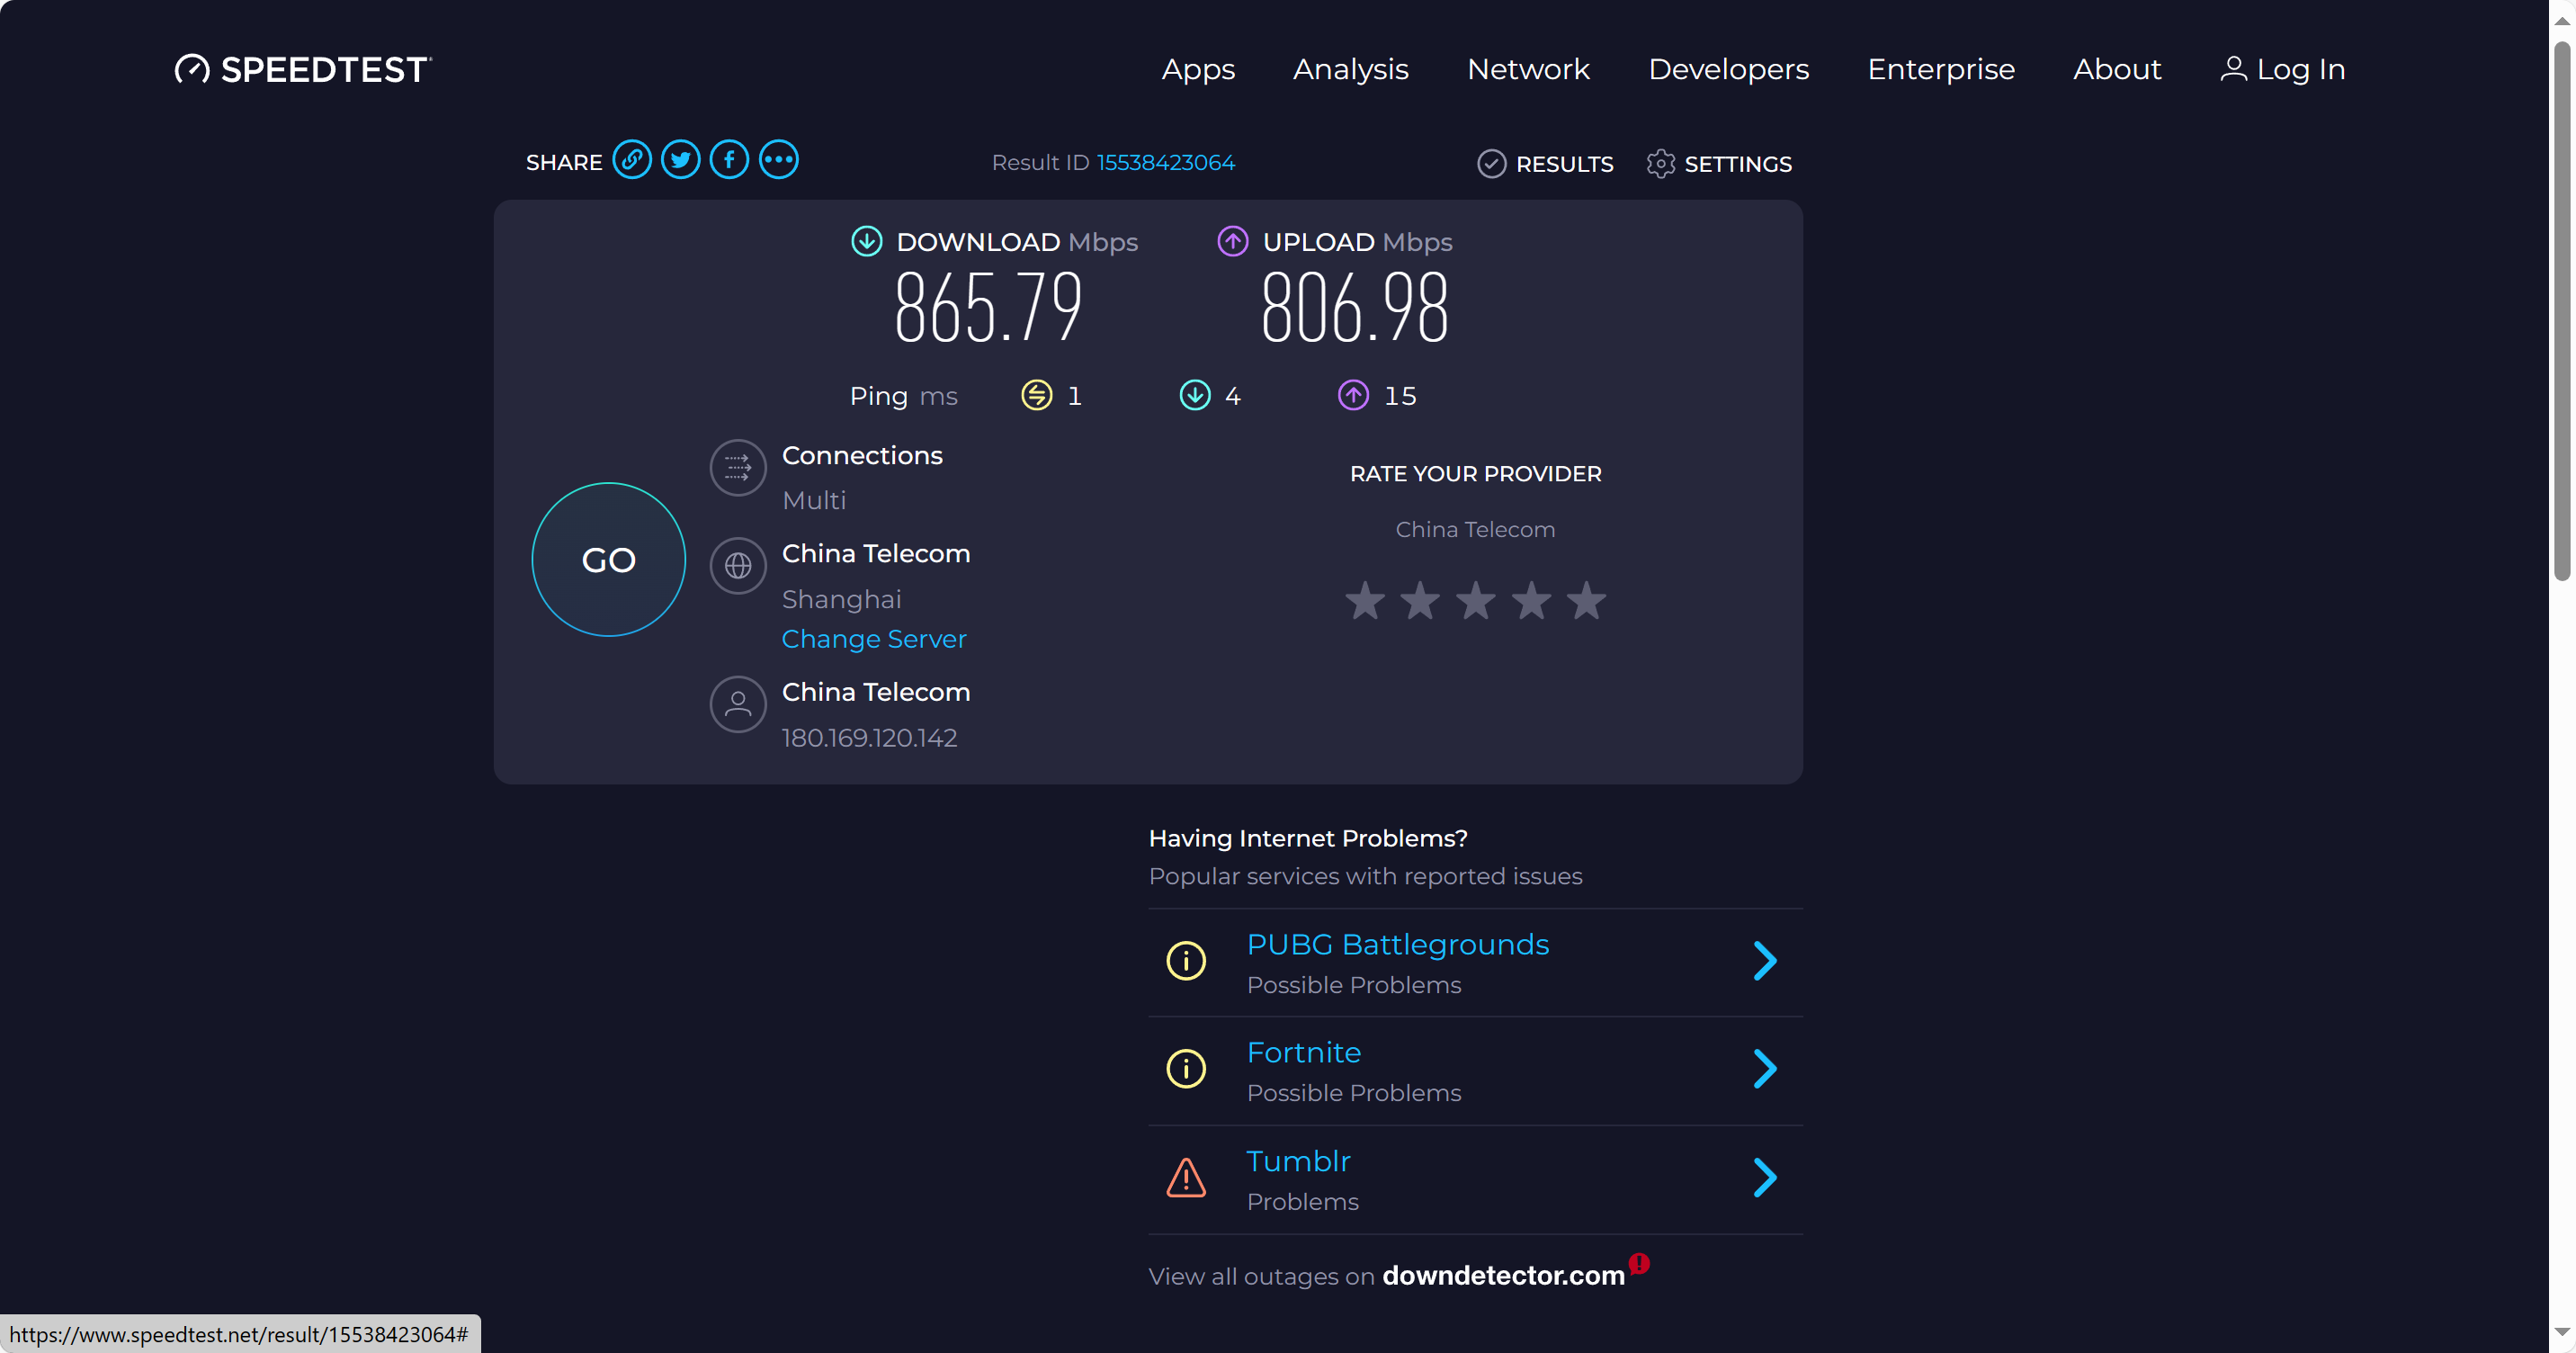 SPEEDTEST
Apps Analysis Network Developers Enterprise About Log In
SHARE Result ID 15538423064 RESULTS SETTINGS
DOWNLOAD Mbps UPLOAD Mbps
865.79 806.98
Ping ms 1 4 15
Connections
Multi
GO
China Telecom
Shanghai
Change Server
China Telecom
180.169.120.142
RATE YOUR PROVIDER
China Telecom
Having Internet Problems?
Popular services with reported issues
PUBG Battlegrounds
Possible Problems
Fortnite
Possible Problems
Tumblr
Problems
View all outages on downdetector.com
https://www.speedtest.net/result/15538423064#